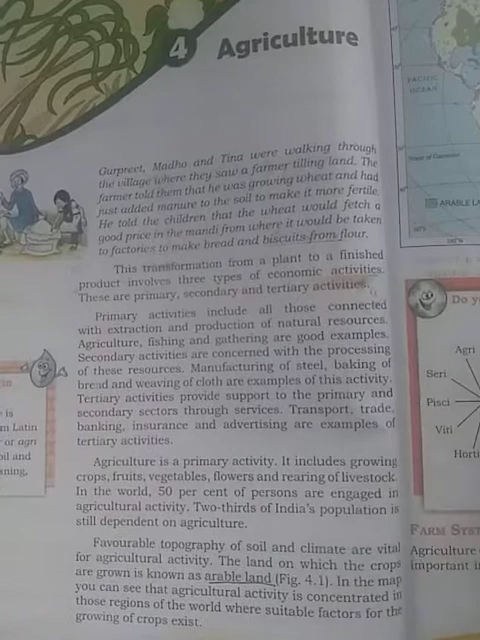 4 Agriculture
Gurpreet, Madho and Tina were walking through
the village where they saw a farmer tilling land. The
farmer told them that he was growing wheat and had
just added manure to the soil to make it more fertile.
He told the children that the wheat would fetch a
good price in the mandi from where it would be taken
to factories to make bread and biscuits from flour.
This transformation from a plant to a finished
product involves three types of economic activities.
These are primary, secondary and tertiary activities.
Primary activities include all those connected
with extraction and production of natural resources.
Agriculture, fishing and gathering are good examples.
Secondary activities are concerned with the processing
of these resources. Manufacturing of steel, baking of
bread and weaving of cloth are examples of this activity.
Tertiary activities provide support to the primary and
secondary sectors through services. Transport, trade,
banking, insurance and advertising are examples of
tertiary activities.
Agriculture is a primary activity. It includes growing
crops, fruits, vegetables, flowers and rearing of livestock.
In the world, 50 per cent of persons are engaged in
agricultural activity. Two-thirds of India's population is
still dependent on agriculture.
Favourable topography of soil and climate are vital
for agricultural activity. The land on which the crops
are grown is known as arable land (Fig. 4.1). In the map
you can see that agricultural activity is concentrated in
those regions of the world where suitable factors for the
growing of crops exist.
is
m Latin
or agri
oil and
ning,
PACIFIC
OCEAN
Tropic of Capricorn
ARABLE LA
Do y
Agri
Seri
Pisci
Viti
Horti
FARM SYST
Agriculture
important i